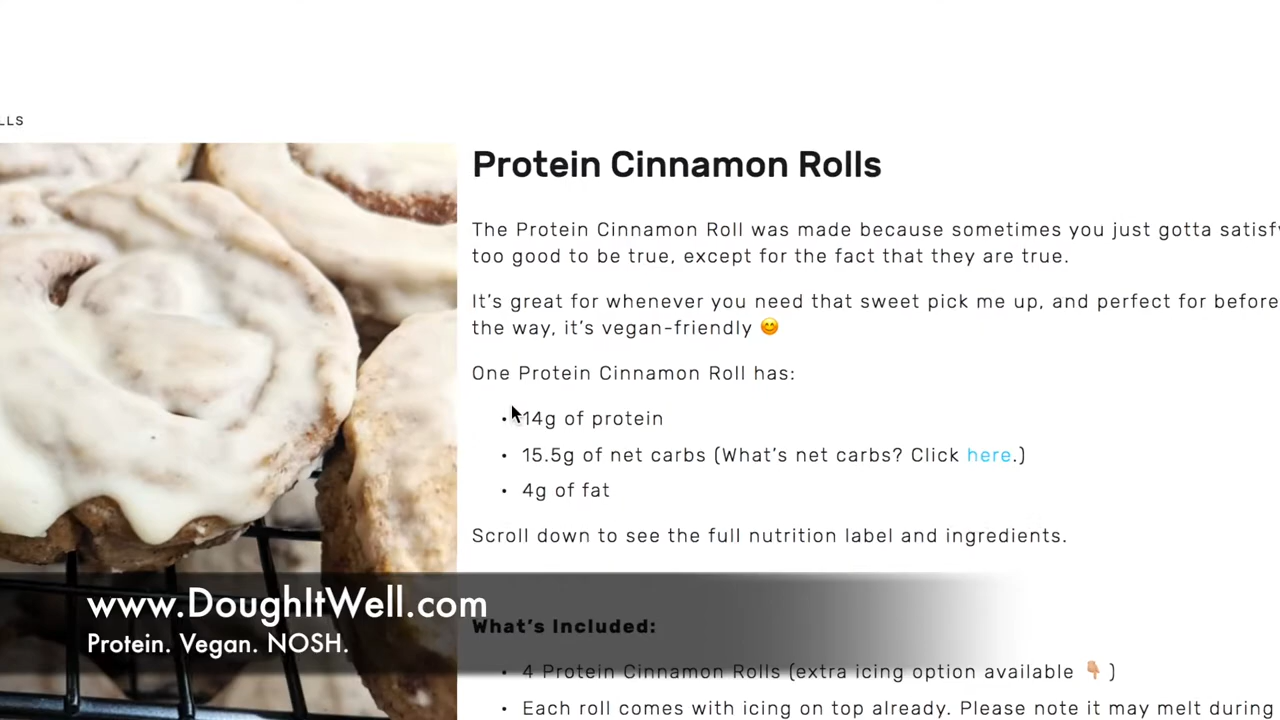 LLS
Protein Cinnamon Rolls
The Protein Cinnamon Roll was made because sometimes you just gotta satisfy
too good to be true, except for the fact that they are true.
It's great for whenever you need that sweet pick me up, and perfect for before
the way, it's vegan-friendly 😊
One Protein Cinnamon Roll has:
• 14g of protein
• 15.5g of net carbs (What's net carbs? Click here.)
• 4g of fat
Scroll down to see the full nutrition label and ingredients.
www.DoughItWell.com
Protein. Vegan. NOSH.
What's Included:
• 4 Protein Cinnamon Rolls (extra icing option available 👇🏼 )
• Each roll comes with icing on top already. Please note it may melt during